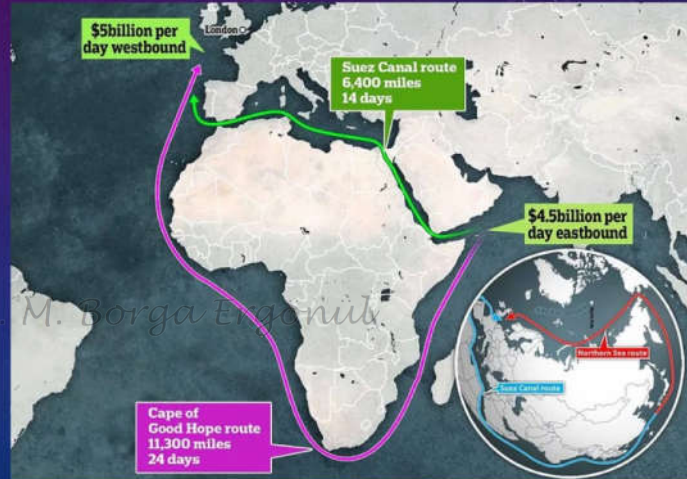 $5billion per
day westbound
London
Suez Canal route
6,400 miles
14 days
$4.5billion per
day eastbound
M. Borga Ergonul
Northern Sea route
Suez Canal route
Cape of
Good Hope route
11,300 miles
24 days